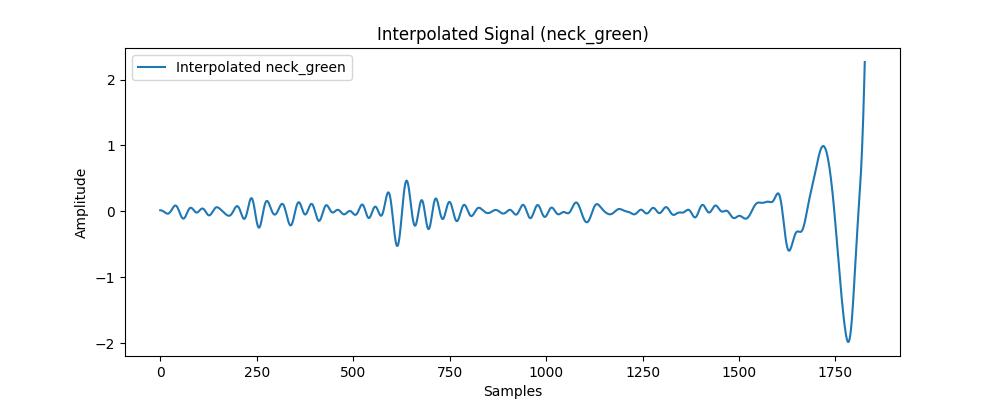 Interpolated Signal (neck_green)
Interpolated neck_green
2
1
0
−1
−2
Amplitude
0 250 500 750 1000 1250 1500 1750
Samples